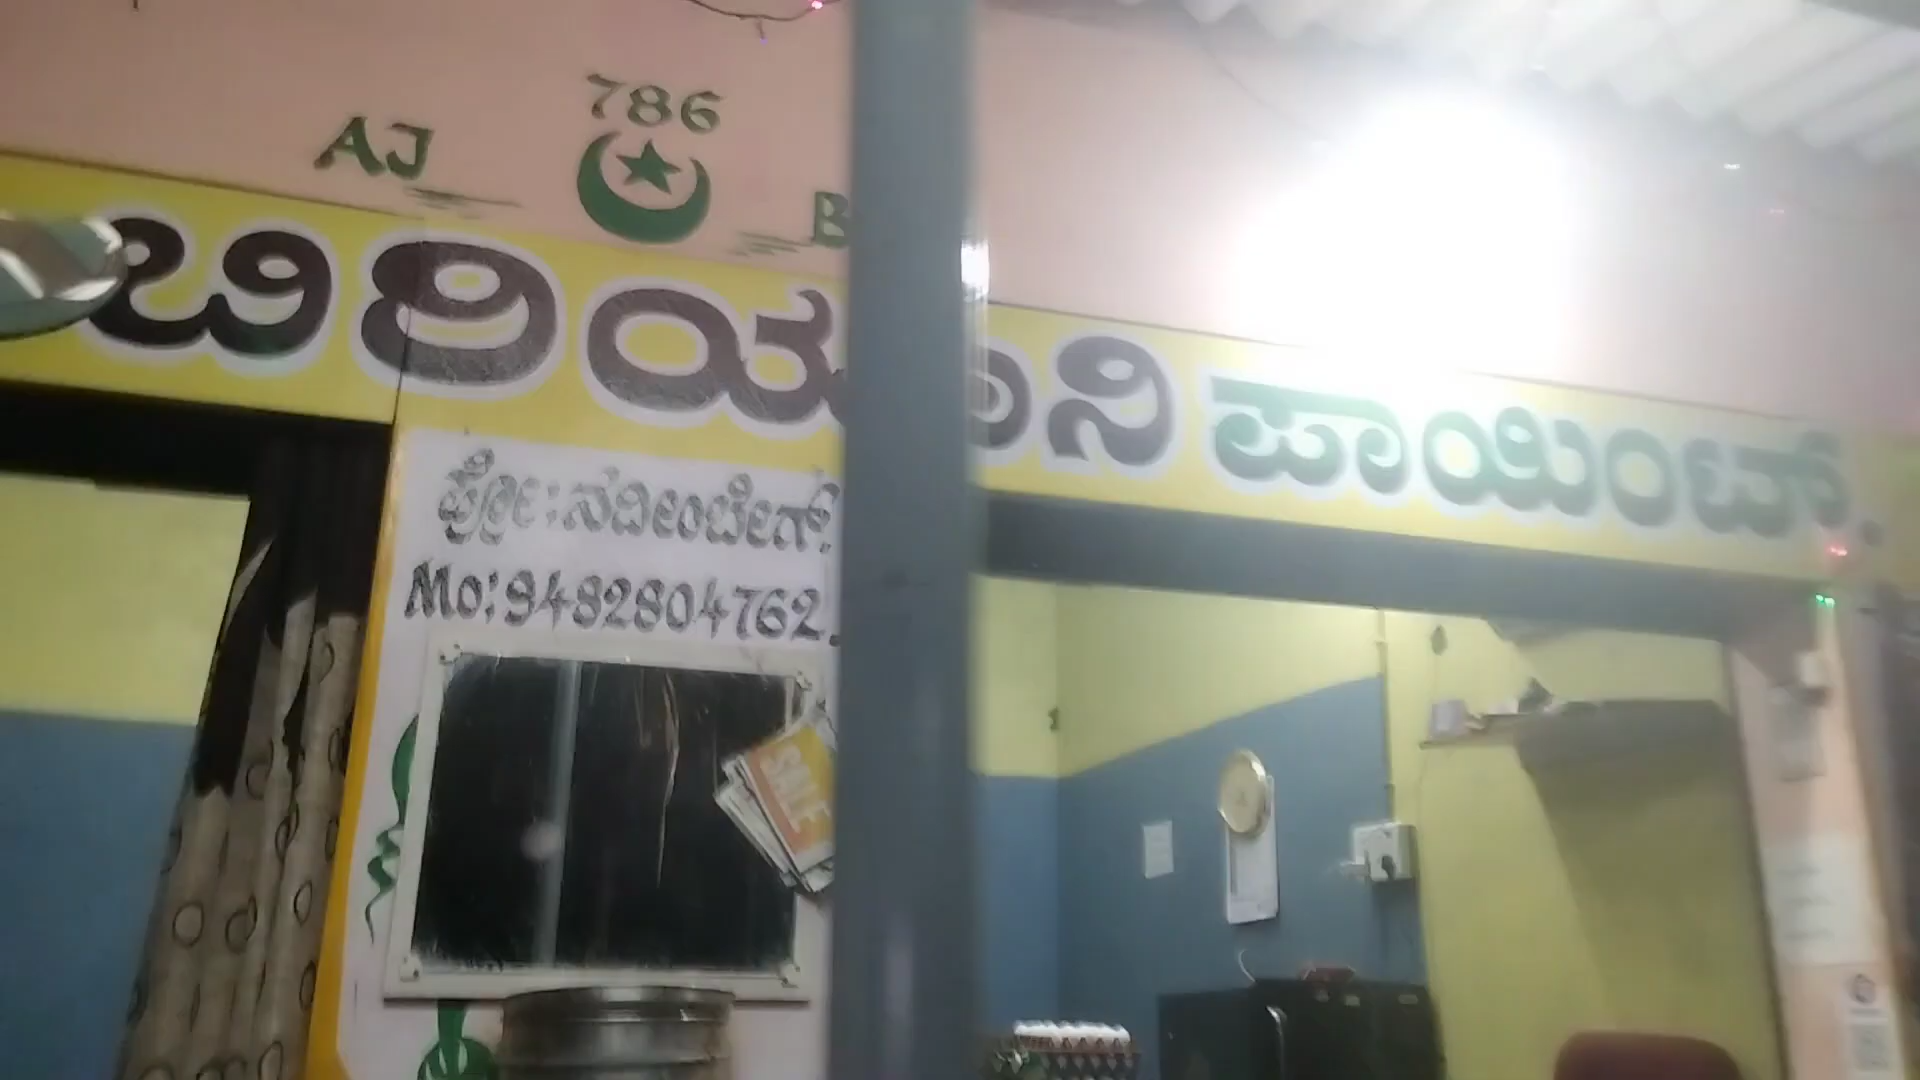 786
AJ B
ಬಿರಿಯಾನಿ ಪಾಯಿಂಟ್.
ಪ್ರೋ: ನದೀಂಬೇಗ್.
Mo: 9482804762.
SALE